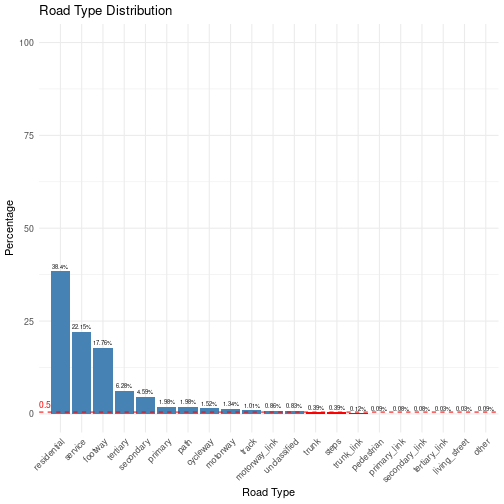 Road Type Distribution
Percentage
100
75
50
25
0
0.5
38.4%
22.15%
17.76%
6.28%
4.59%
1.98%
1.98%
1.52%
1.34%
1.01%
0.86%
0.83%
0.39%
0.39%
0.12%
0.09%
0.08%
0.08%
0.03%
0.03%
0.09%
residential
service
footway
tertiary
secondary
primary
path
cycleway
motorway
track
motorway_link
unclassified
trunk
steps
trunk_link
pedestrian
primary_link
secondary_link
tertiary_link
living_street
other
Road Type